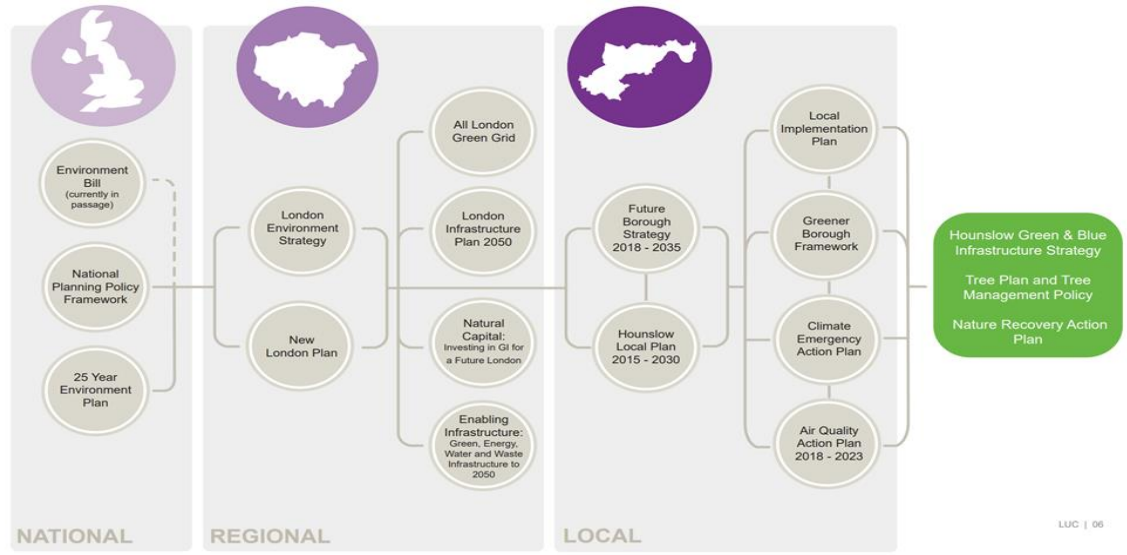 Environment
Bill
(currently in
passage)
National
Planning Policy
Framework
25 Year
Environment
Plan
NATIONAL
London
Environment
Strategy
New
London Plan
All London
Green Grid
London
Infrastructure
Plan 2050
Natural
Capital:
Investing in GI for
a Future London
Enabling
Infrastructure:
Green, Energy,
Water and Waste
Infrastructure to
2050
REGIONAL
Future
Borough
Strategy
2018 - 2035
Hounslow
Local Plan
2015 - 2030
Local
Implementation
Plan
Greener
Borough
Framework
Climate
Emergency
Action Plan
Air Quality
Action Plan
2018 - 2023
LOCAL
Hounslow Green & Blue
Infrastructure Strategy
Tree Plan and Tree
Management Policy
Nature Recovery Action
Plan
LUC | 06